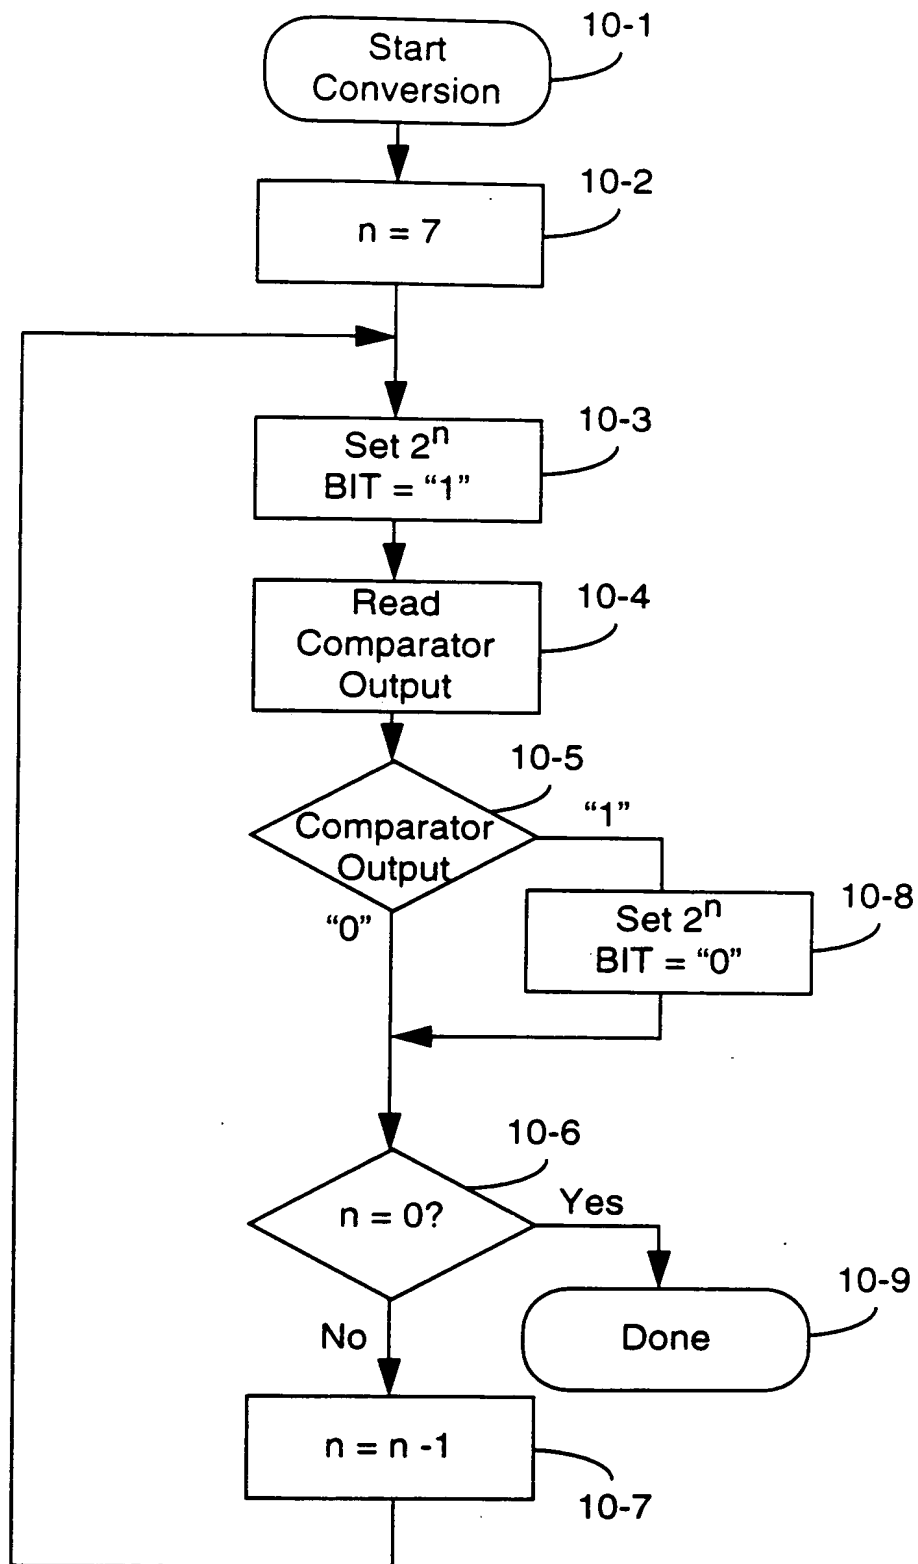 10-1
Start
Conversion
10-2
n = 7
10-3
Set 2ⁿ
BIT = “1”
10-4
Read
Comparator
Output
10-5
“1”
Comparator
Output
10-8
“0”
Set 2ⁿ
BIT = “0”
10-6
Yes
n = 0?
10-9
No
Done
n = n -1
10-7